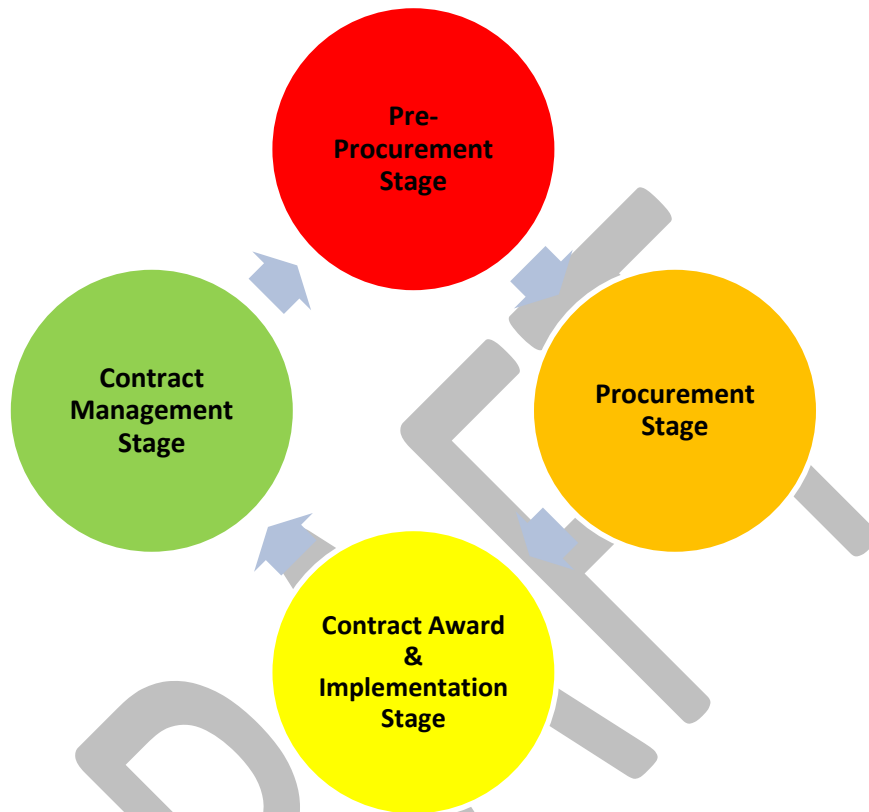 Pre-
Procurement
Stage
Contract
Management
Stage
Procurement
Stage
Contract Award
&
Implementation
Stage